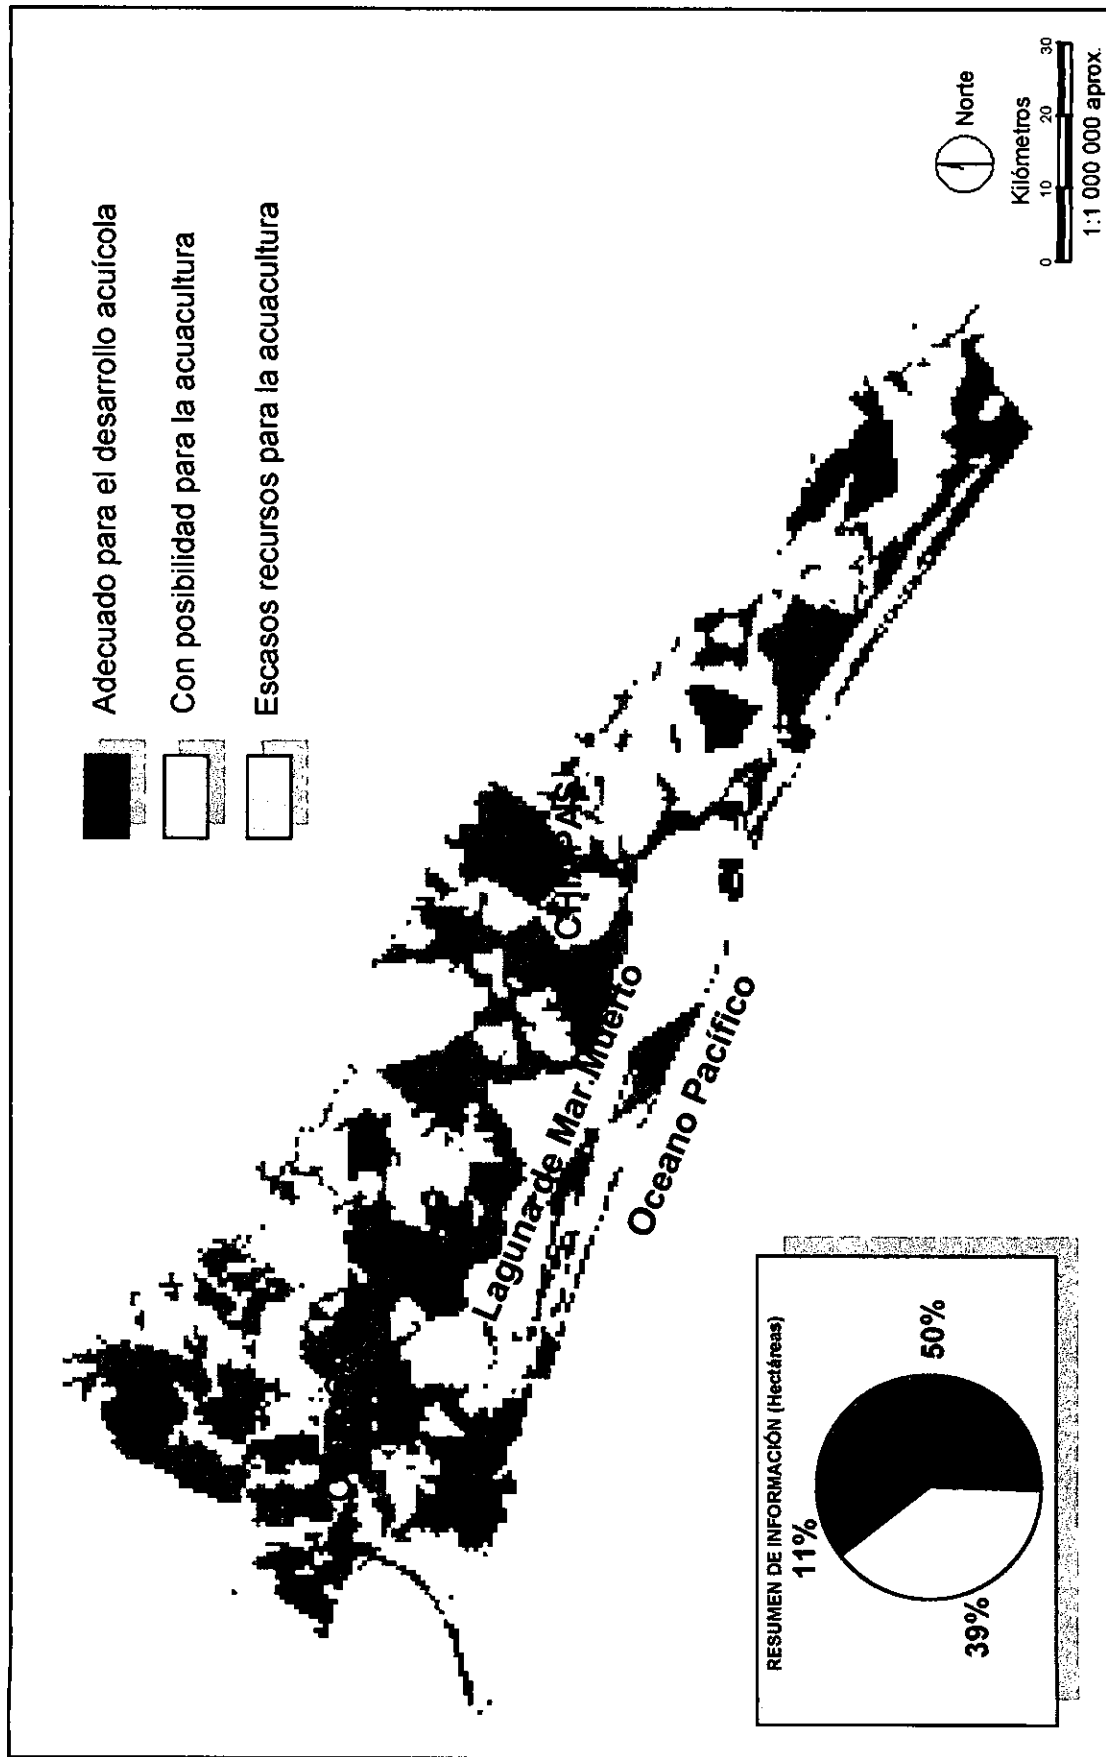 Adecuado para el desarrollo acuícola
Con posibilidad para la acuacultura
Escasos recursos para la acuacultura
CHIAPAS
Laguna de Mar Muerto
Oceano Pacífico
Norte
Kilómetros
0 10 20 30
1:1 000 000 aprox.
RESUMEN DE INFORMACIÓN (Hectáreas)
11%
50%
39%